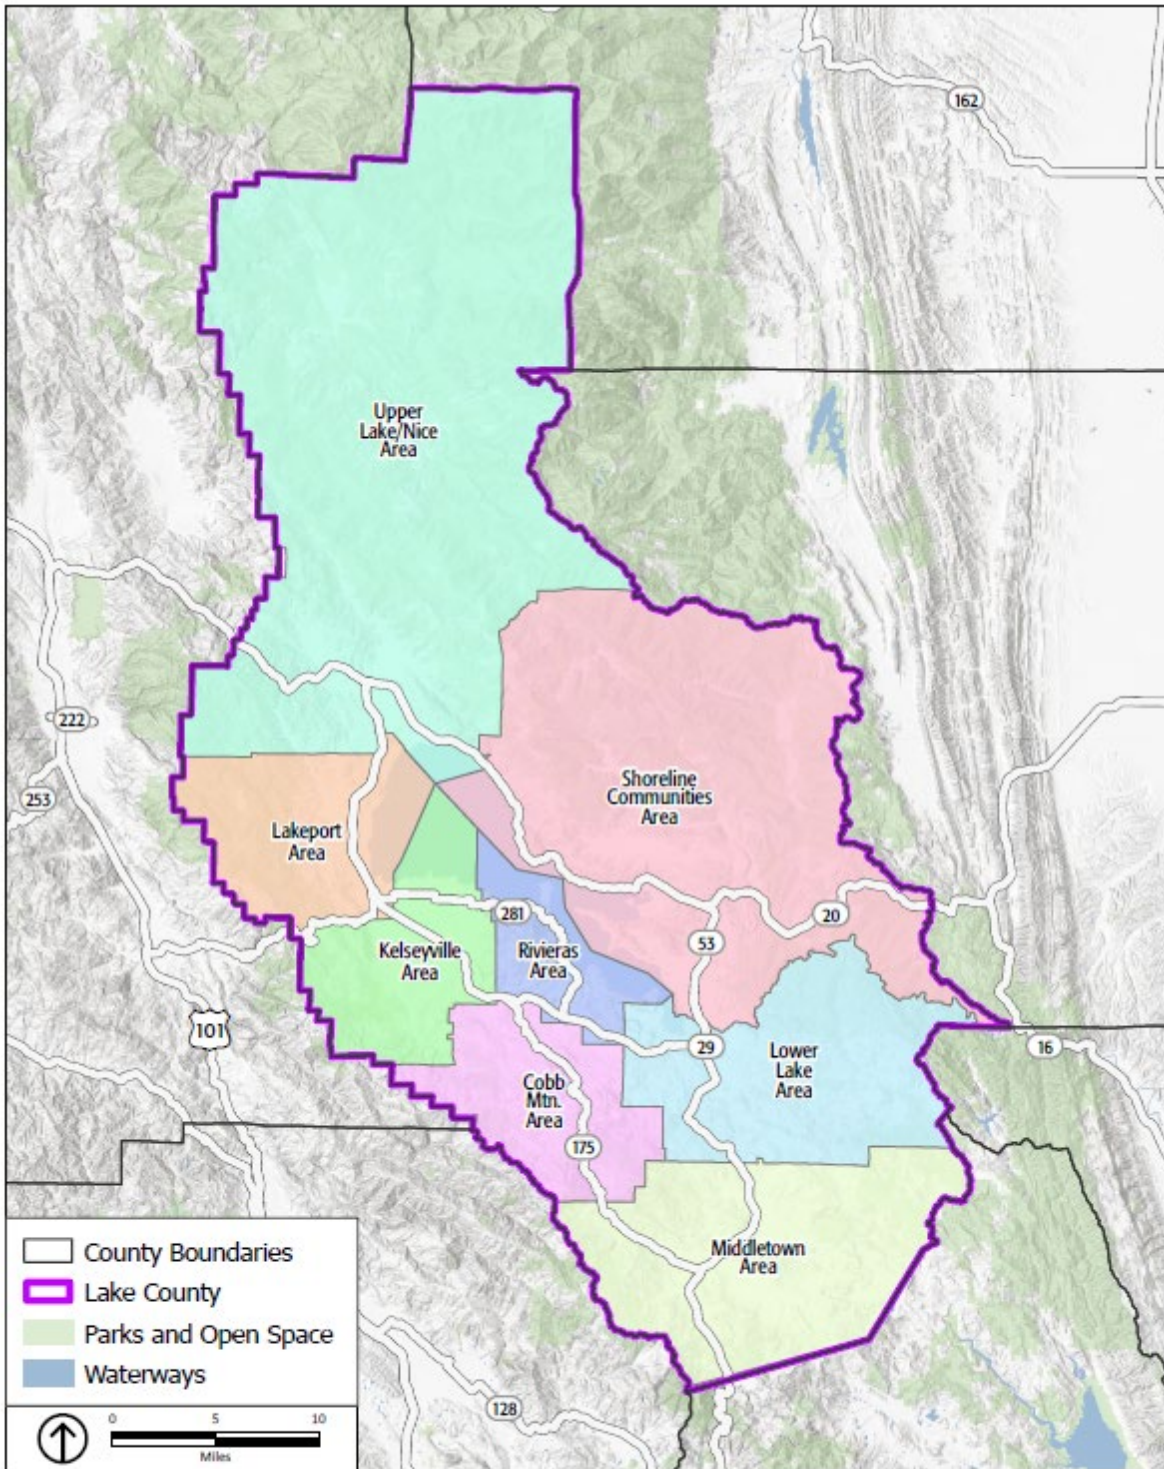 162
Upper
Lake/Nice
Area
222
253
Shoreline
Communities
Area
Lakeport
Area
281
20
53
Kelseyville
Area
Rivieras
Area
101
29
16
Lower
Lake
Area
Cobb
Mtn.
Area
175
Middletown
Area
County Boundaries
Lake County
Parks and Open Space
Waterways
0 5 10
Miles
128